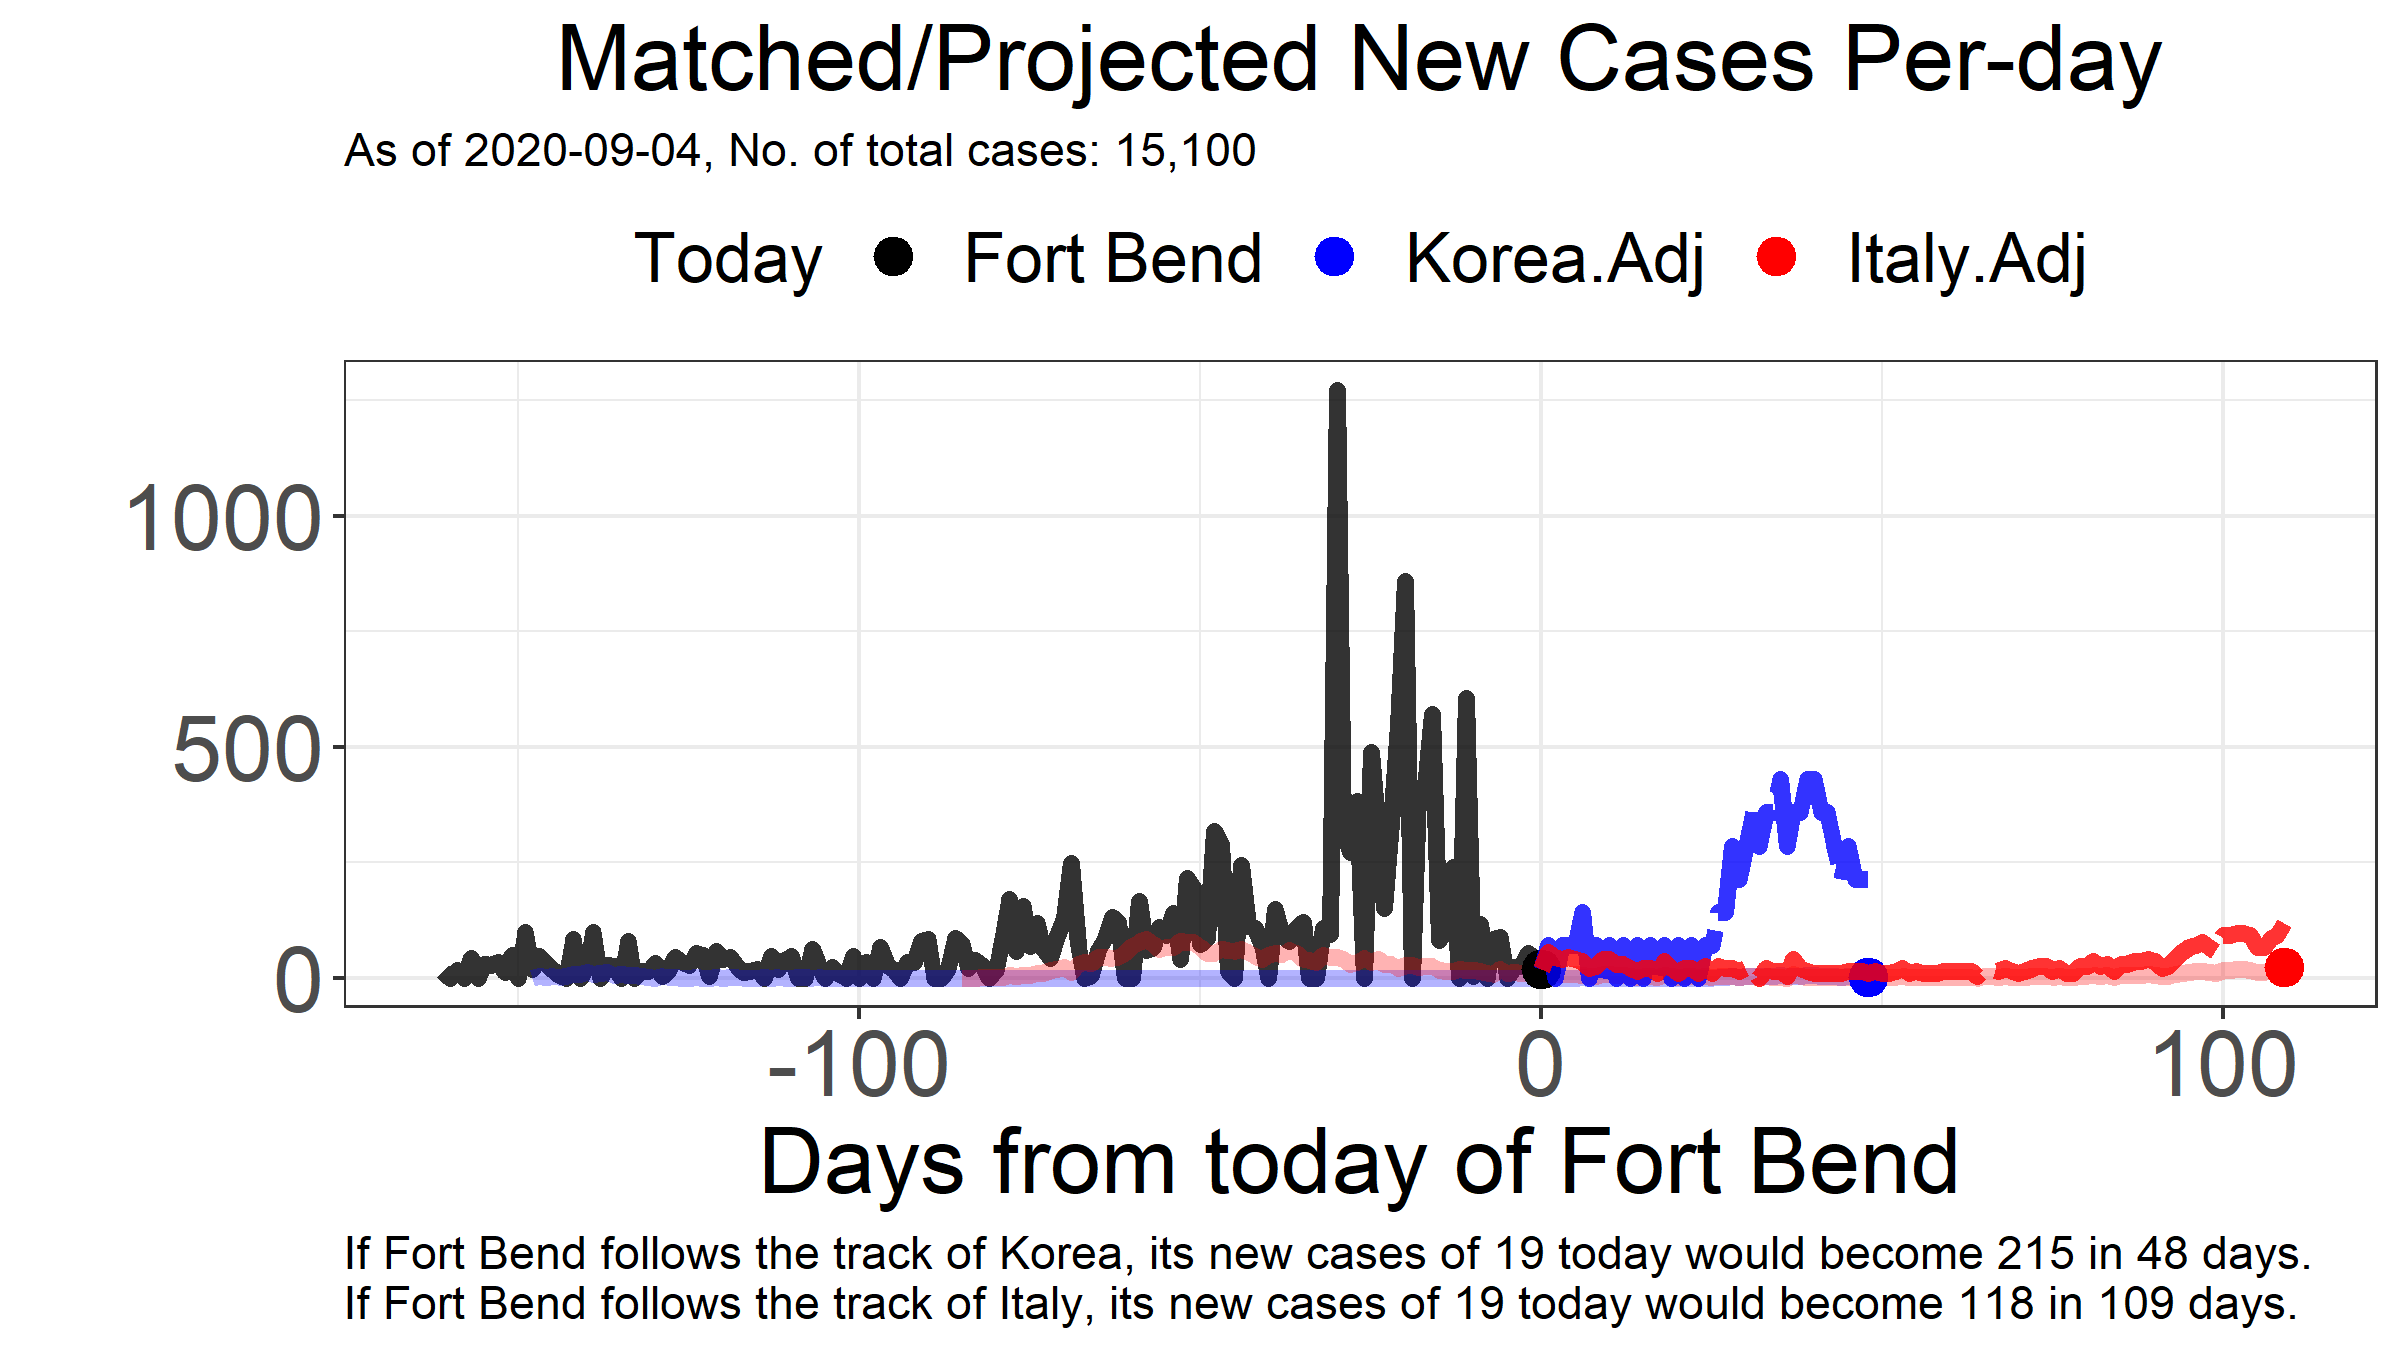 Matched/Projected New Cases Per-day
As of 2020-09-04, No. of total cases: 15,100
Today Fort Bend Korea.Adj Italy.Adj
1000
500
0
-100 0 100
Days from today of Fort Bend
If Fort Bend follows the track of Korea, its new cases of 19 today would become 215 in 48 days.
If Fort Bend follows the track of Italy, its new cases of 19 today would become 118 in 109 days.